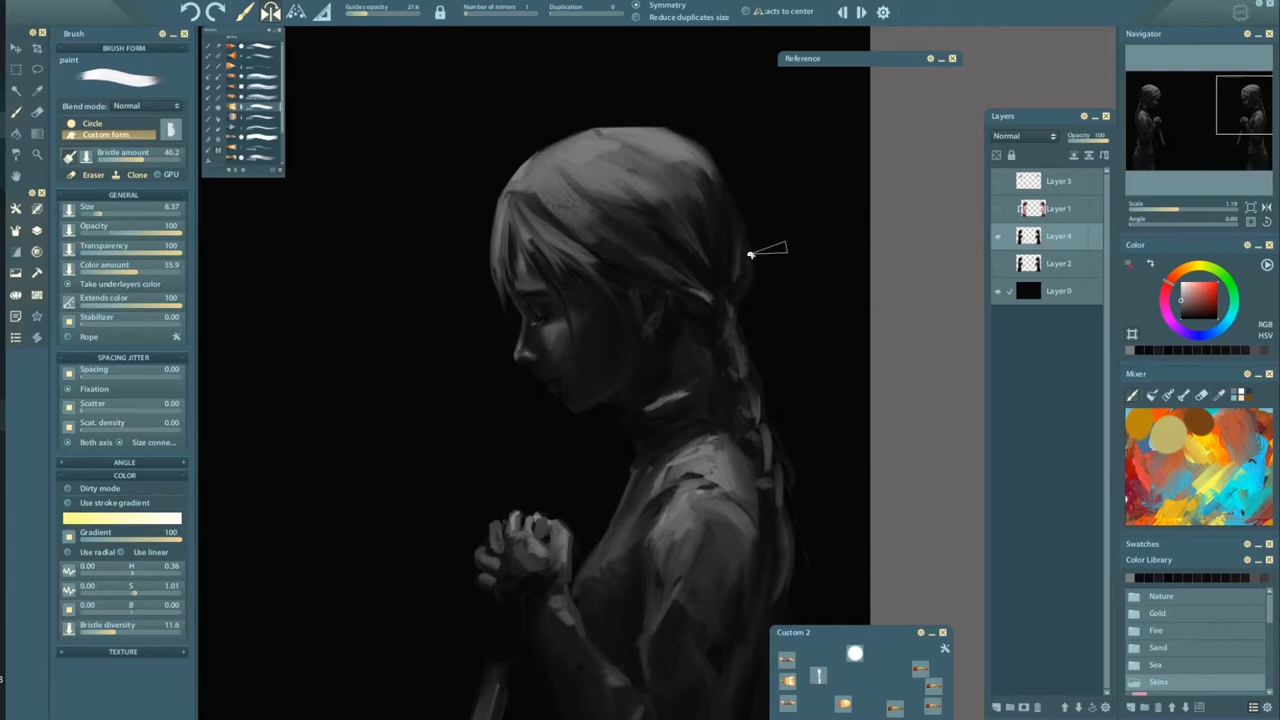 Guides opacity 27.6
Number of mirrors 1
Duplication 0
Symmetry
Reduce duplicates size
to center
Brush
BRUSH FORM
paint
Blend mode: Normal
Circle
Custom form
Bristle amount 40.2
Eraser Clone GPU
GENERAL
Size 8.37
Opacity 100
Transparency 100
Color amount 55.9
Take underlayers color
Extends color 100
Stabilizer 0.00
Rope
SPACING JITTER
Spacing 0.00
Fixation
Scatter 0.00
Scat. density 0.00
Both axis Size conne...
ANGLE
COLOR
Dirty mode
Use stroke gradient
Gradient 100
Use radial Use linear
0.00 H 0.36
0.00 S 1.01
0.00 B 0.00
Bristle diversity 11.6
TEXTURE
Reference
Custom 2
Layers
Normal Opacity 100
Layer 3
Layer 1
Layer 4
Layer 2
Layer 0
Navigator
Scale 1.19
Angle 0.00
Color
RGB
HSV
Mixer
Swatches
Color Library
Nature
Gold
Fire
Sand
Sea
Skins